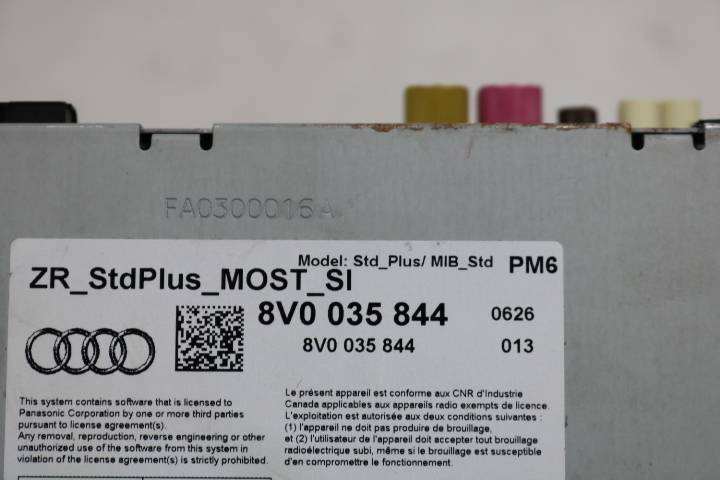 FA0300016A
Model: Std_Plus/ MIB_Std PM6
ZR_StdPlus_MOST_SI
8V0 035 844 0626
8V0 035 844 013
This system contains software that is licensed to
Panasonic Corporation by one or more third parties
pursuant to license agreement(s).
Any removal, reproduction, reverse engineering or other
unauthorized use of the software from this system in
violation of the license agreement(s) is strictly prohibited.
Le présent appareil est conforme aux CNR d'Industrie
Canada applicables aux appareils radio exempts de licence.
L'exploitation est autorisée aux deux conditions suivantes :
(1) l'appareil ne doit pas produire de brouillage,
et (2) l'utilisateur de l'appareil doit accepter tout brouillage
radioélectrique subi, même si le brouillage est susceptible
d'en compromettre le fonctionnement.